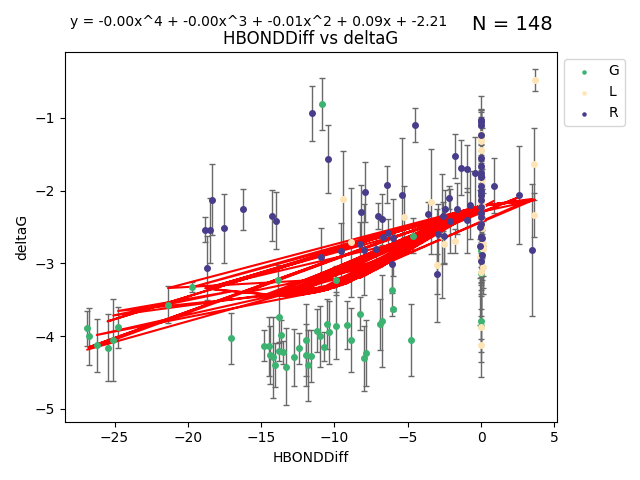 y = -0.00x^4 + -0.00x^3 + -0.01x^2 + 0.09x + -2.21 N = 148
HBONDDiff vs deltaG
G
L
R
−1
−2
−3
−4
−5
deltaG
−25 −20 −15 −10 −5 0 5
HBONDDiff